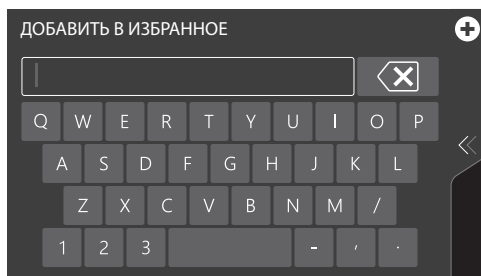 ДОБАВИТЬ В ИЗБРАННОЕ
Q W E R T Y U I O P
A S D F G H J K L
Z X C V B N M /
1 2 3 - , .